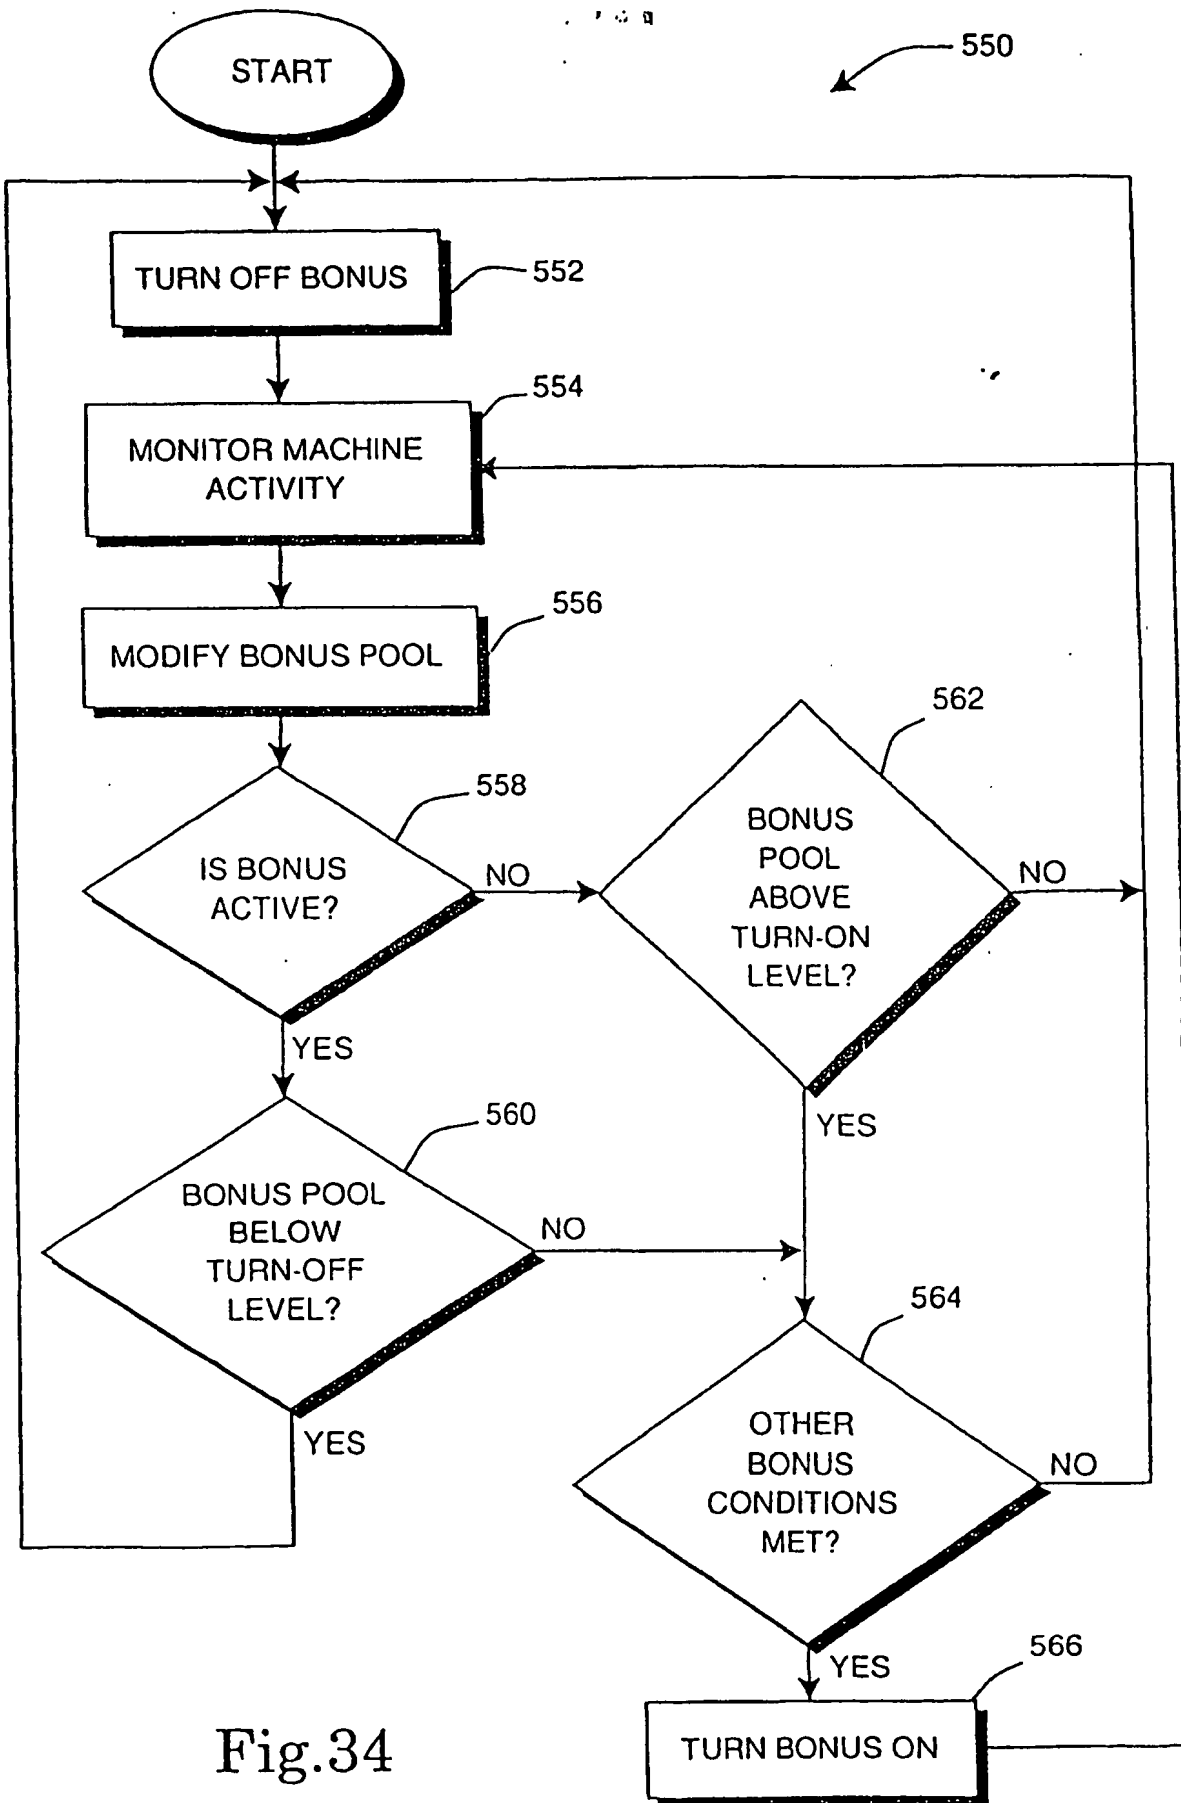 START
550
TURN OFF BONUS
552
554
MONITOR MACHINE
ACTIVITY
556
MODIFY BONUS POOL
558
IS BONUS
ACTIVE?
NO
YES
562
BONUS
POOL
ABOVE
TURN-ON
LEVEL?
NO
YES
560
BONUS POOL
BELOW
TURN-OFF
LEVEL?
NO
YES
564
OTHER
BONUS
CONDITIONS
MET?
NO
YES
566
TURN BONUS ON
Fig.34